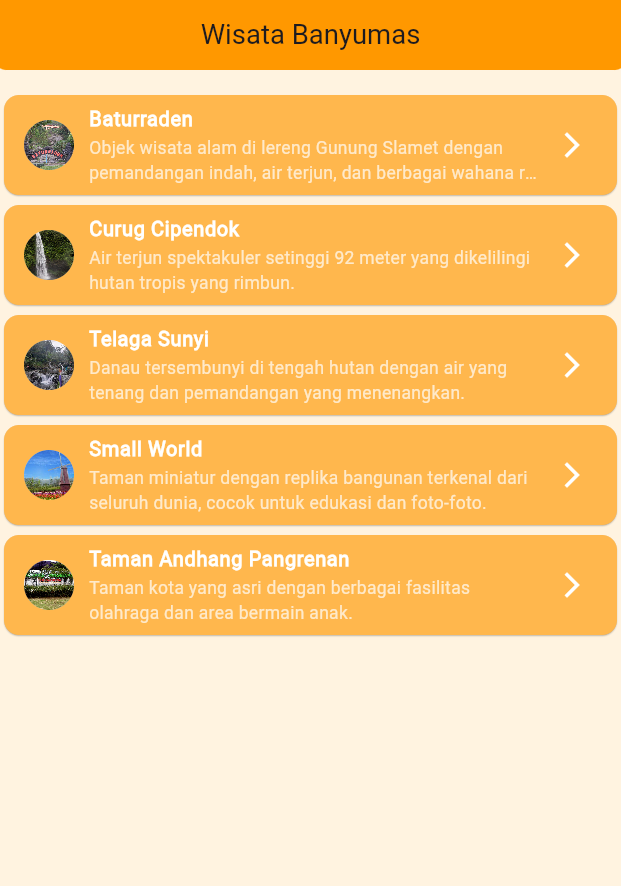 Wisata Banyumas
Baturraden
Objek wisata alam di lereng Gunung Slamet dengan
pemandangan indah, air terjun, dan berbagai wahana r...
Curug Cipendok
Air terjun spektakuler setinggi 92 meter yang dikelilingi
hutan tropis yang rimbun.
Telaga Sunyi
Danau tersembunyi di tengah hutan dengan air yang
tenang dan pemandangan yang menenangkan.
Small World
Taman miniatur dengan replika bangunan terkenal dari
seluruh dunia, cocok untuk edukasi dan foto-foto.
Taman Andhang Pangrenan
Taman kota yang asri dengan berbagai fasilitas
olahraga dan area bermain anak.